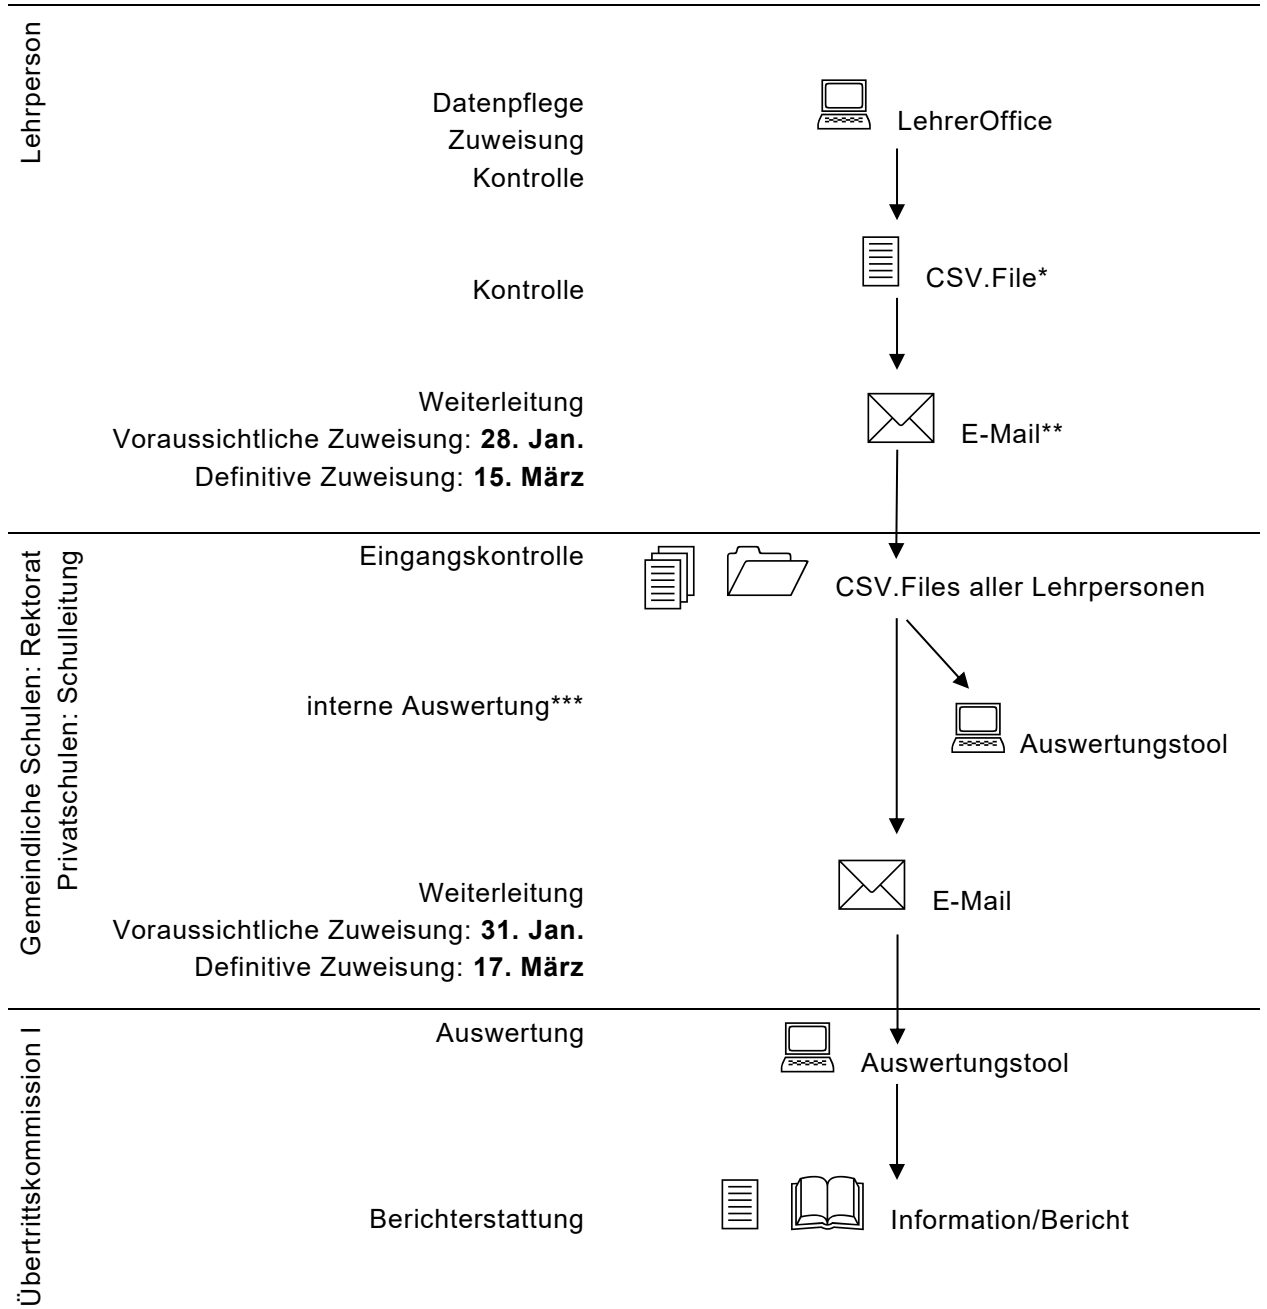 Lehrperson
Datenpflege
LehrerOffice
Zuweisung
Kontrolle
CSV.File*
Kontrolle
Weiterleitung
E-Mail**
Voraussichtliche Zuweisung: 28. Jan.
Definitive Zuweisung: 15. März
Gemeindliche Schulen: Rektorat
Privatschulen: Schulleitung
Eingangskontrolle
CSV.Files aller Lehrpersonen
interne Auswertung***
Auswertungstool
Weiterleitung
E-Mail
Voraussichtliche Zuweisung: 31. Jan.
Definitive Zuweisung: 17. März
Übertrittskommission I
Auswertung
Auswertungstool
Berichterstattung
Information/Bericht